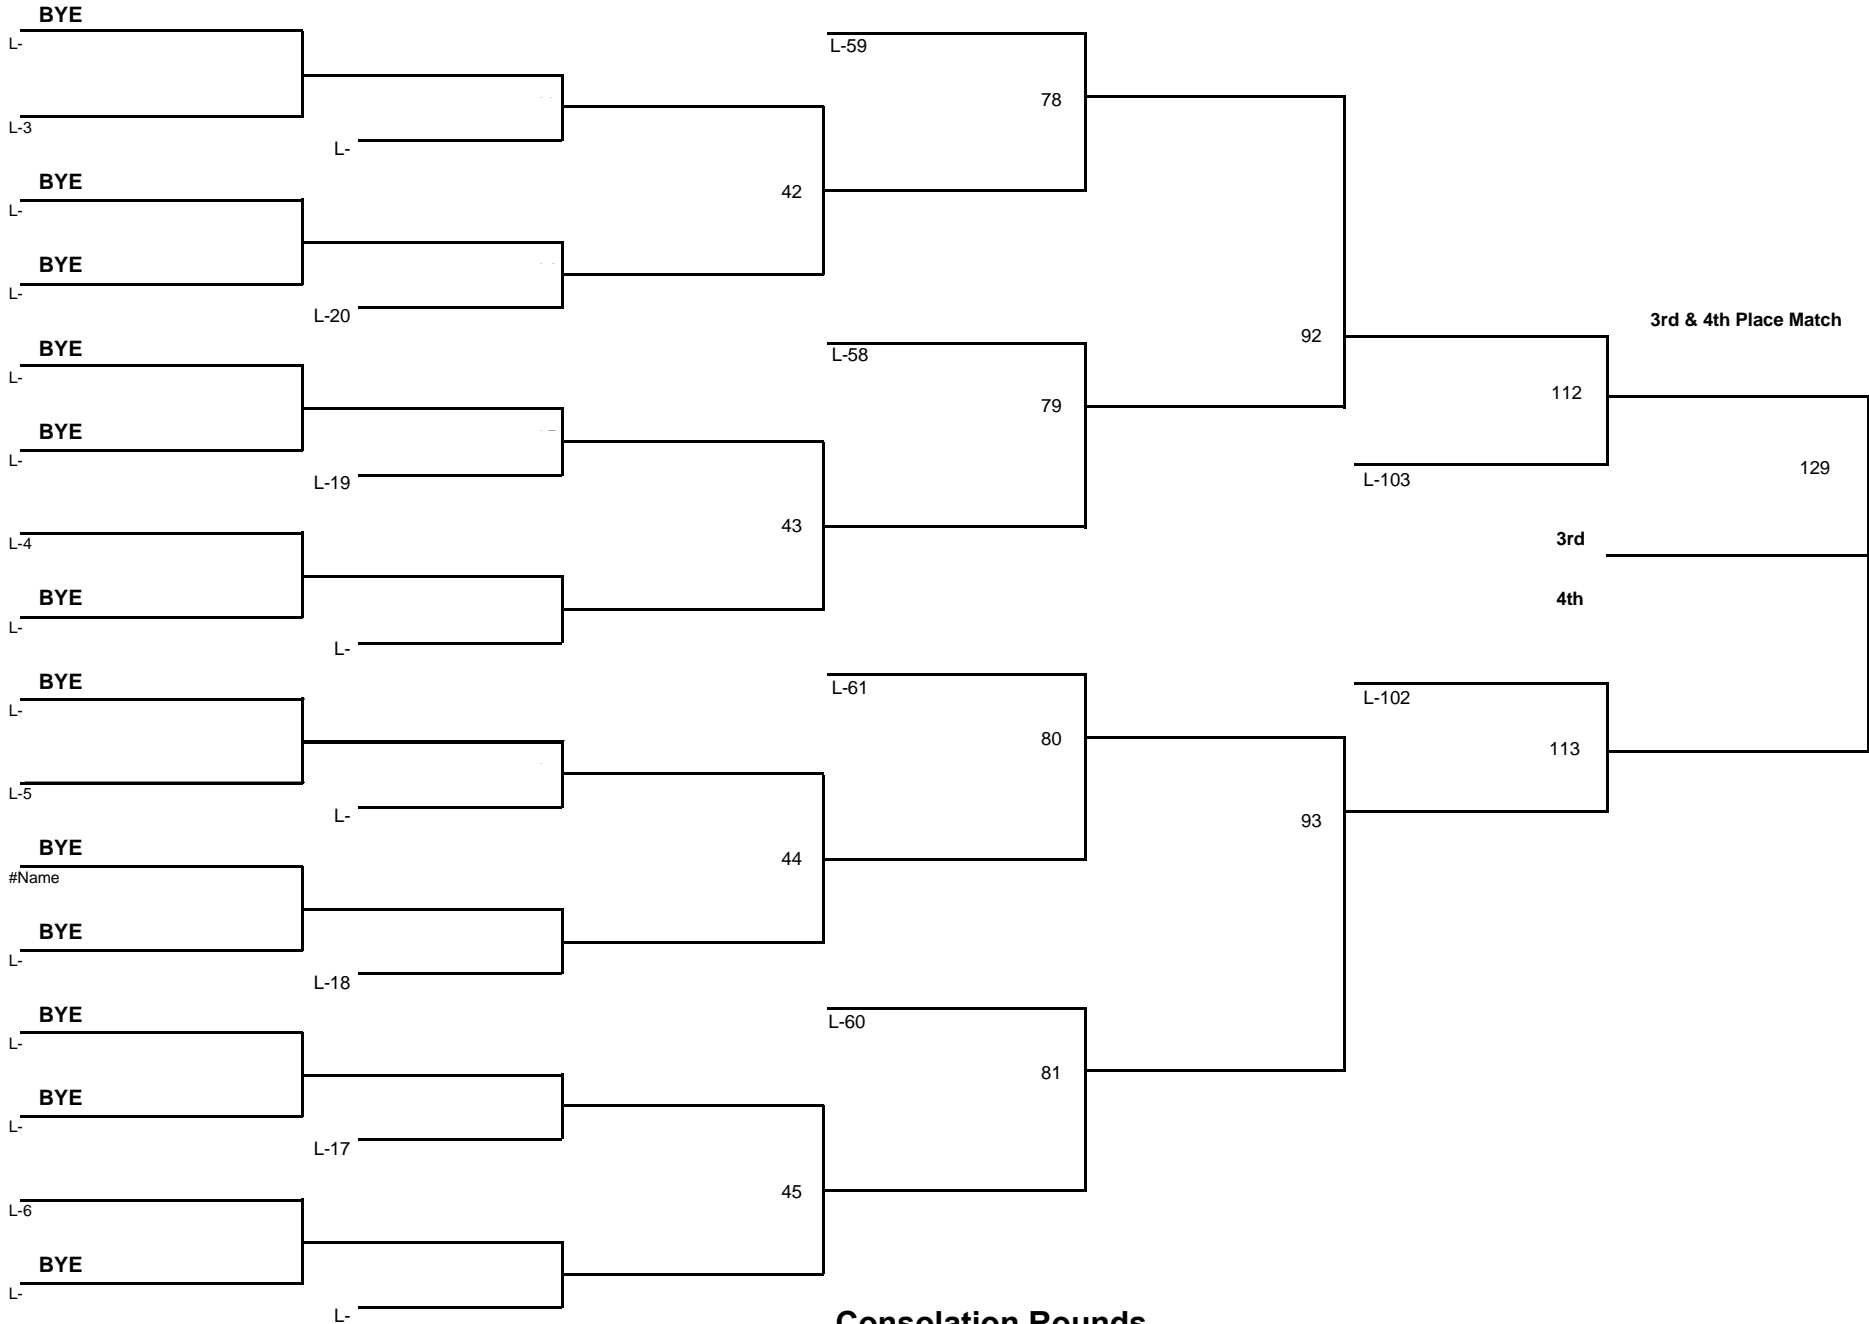 BYE
L-
L-59
78
L-3
L-
BYE
42
L-
BYE
L-
L-20
3rd & 4th Place Match
92
BYE
L-58
L-
112
79
BYE
L-
129
L-103
L-19
43
3rd
L-4
BYE
4th
L-
L-
BYE
L-61
L-102
L-
80
113
L-5
L-
93
BYE
44
#Name
BYE
L-
L-18
BYE
L-60
L-
81
BYE
L-
L-17
45
L-6
BYE
L-
L-
Consolation Rounds